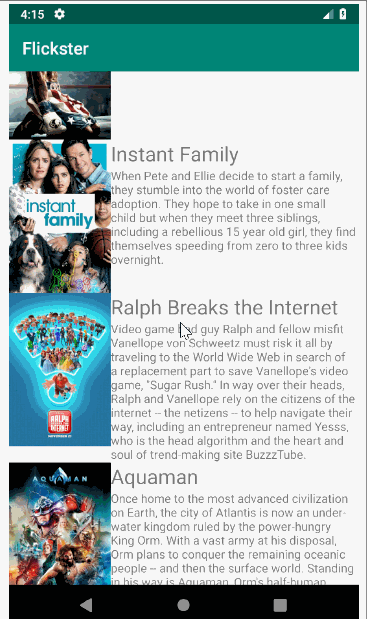 4:15
Flickster
instant
family
Instant Family
When Pete and Ellie decide to start a family,
they stumble into the world of foster care
adoption. They hope to take in one small
child but when they meet three siblings,
including a rebellious 15 year old girl, they find
themselves speeding from zero to three kids
overnight.
Ralph Breaks the Internet
Video game bad guy Ralph and fellow misfit
Vanellope von Schweetz must risk it all by
traveling to the World Wide Web in search of
a replacement part to save Vanellope's video
game, "Sugar Rush." In way over their heads,
Ralph and Vanellope rely on the citizens of the
internet -- the netizens -- to help navigate their
way, including an entrepreneur named Yesss,
who is the head algorithm and the heart and
soul of trend-making site BuzzzTube.
RALPH
INTERNET
AQUAMAN
Aquaman
Once home to the most advanced civilization
on Earth, the city of Atlantis is now an under-
water kingdom ruled by the power-hungry
King Orm. With a vast army at his disposal,
Orm plans to conquer the remaining oceanic
people -- and then the surface world. Standing
in his way is Aquaman, Orm's half-human,